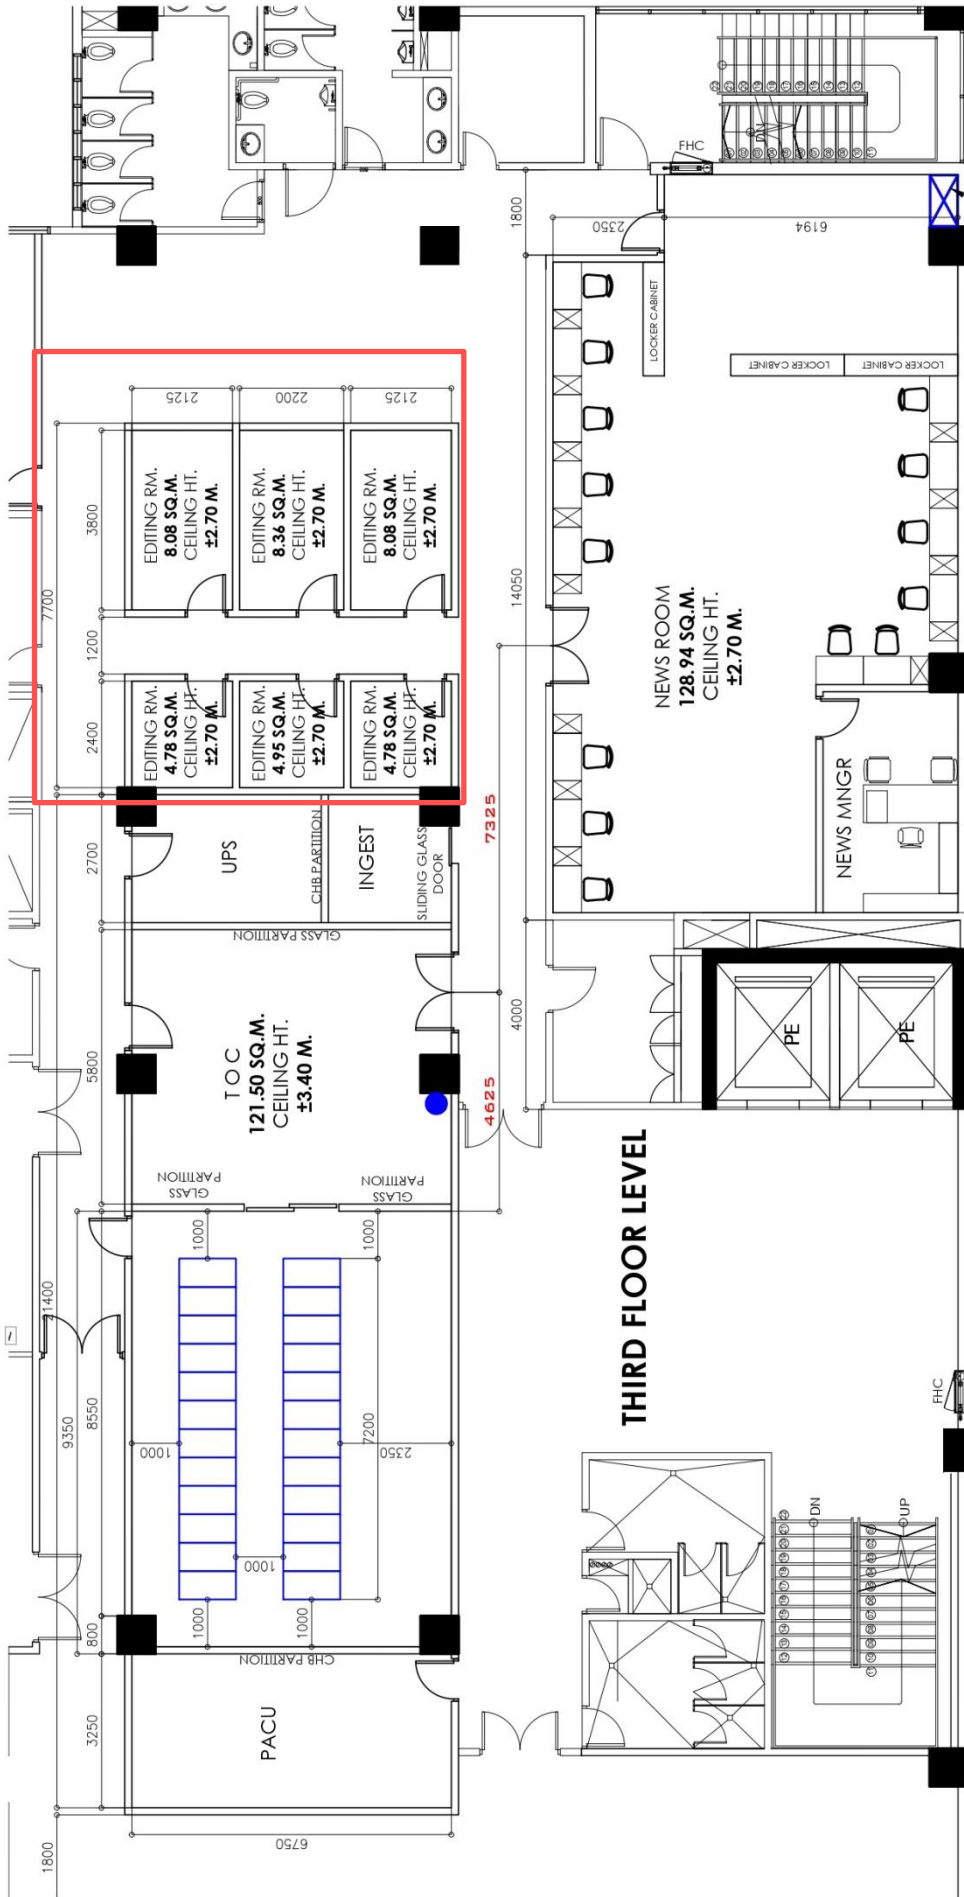 FHC
DN
1800
2350
6194
LOCKER CABINET
LOCKER CABINET
LOCKER CABINET
2125
2200
2125
EDITING RM.
8.08 SQ.M.
CEILING HT.
±2.70 M.
EDITING RM.
8.36 SQ.M.
CEILING HT.
±2.70 M.
EDITING RM.
8.08 SQ.M.
CEILING HT.
±2.70 M.
3800
7700
1200
2400
14050
EDITING RM.
4.78 SQ.M.
CEILING HT.
±2.70 M.
EDITING RM.
4.95 SQ.M.
CEILING HT.
±2.70 M.
EDITING RM.
4.78 SQ.M.
CEILING HT.
±2.70 M.
NEWS ROOM
128.94 SQ.M.
CEILING HT.
±2.70 M.
NEWS MNGR
2700
UPS
CHB PARTITION
INGEST
SLIDING GLASS
DOOR
7325
GLASS PARTITION
5800
T O C
121.50 SQ.M.
CEILING HT.
±3.40 M.
4000
4625
PE
PE
GLASS
PARTITION
GLASS
PARTITION
THIRD FLOOR LEVEL
1000
1000
21400
9350
8550
1000
7200
2350
1000
1000
1000
800
FHC
DN
UP
CHB PARTITION
3250
PACU
6750
1800